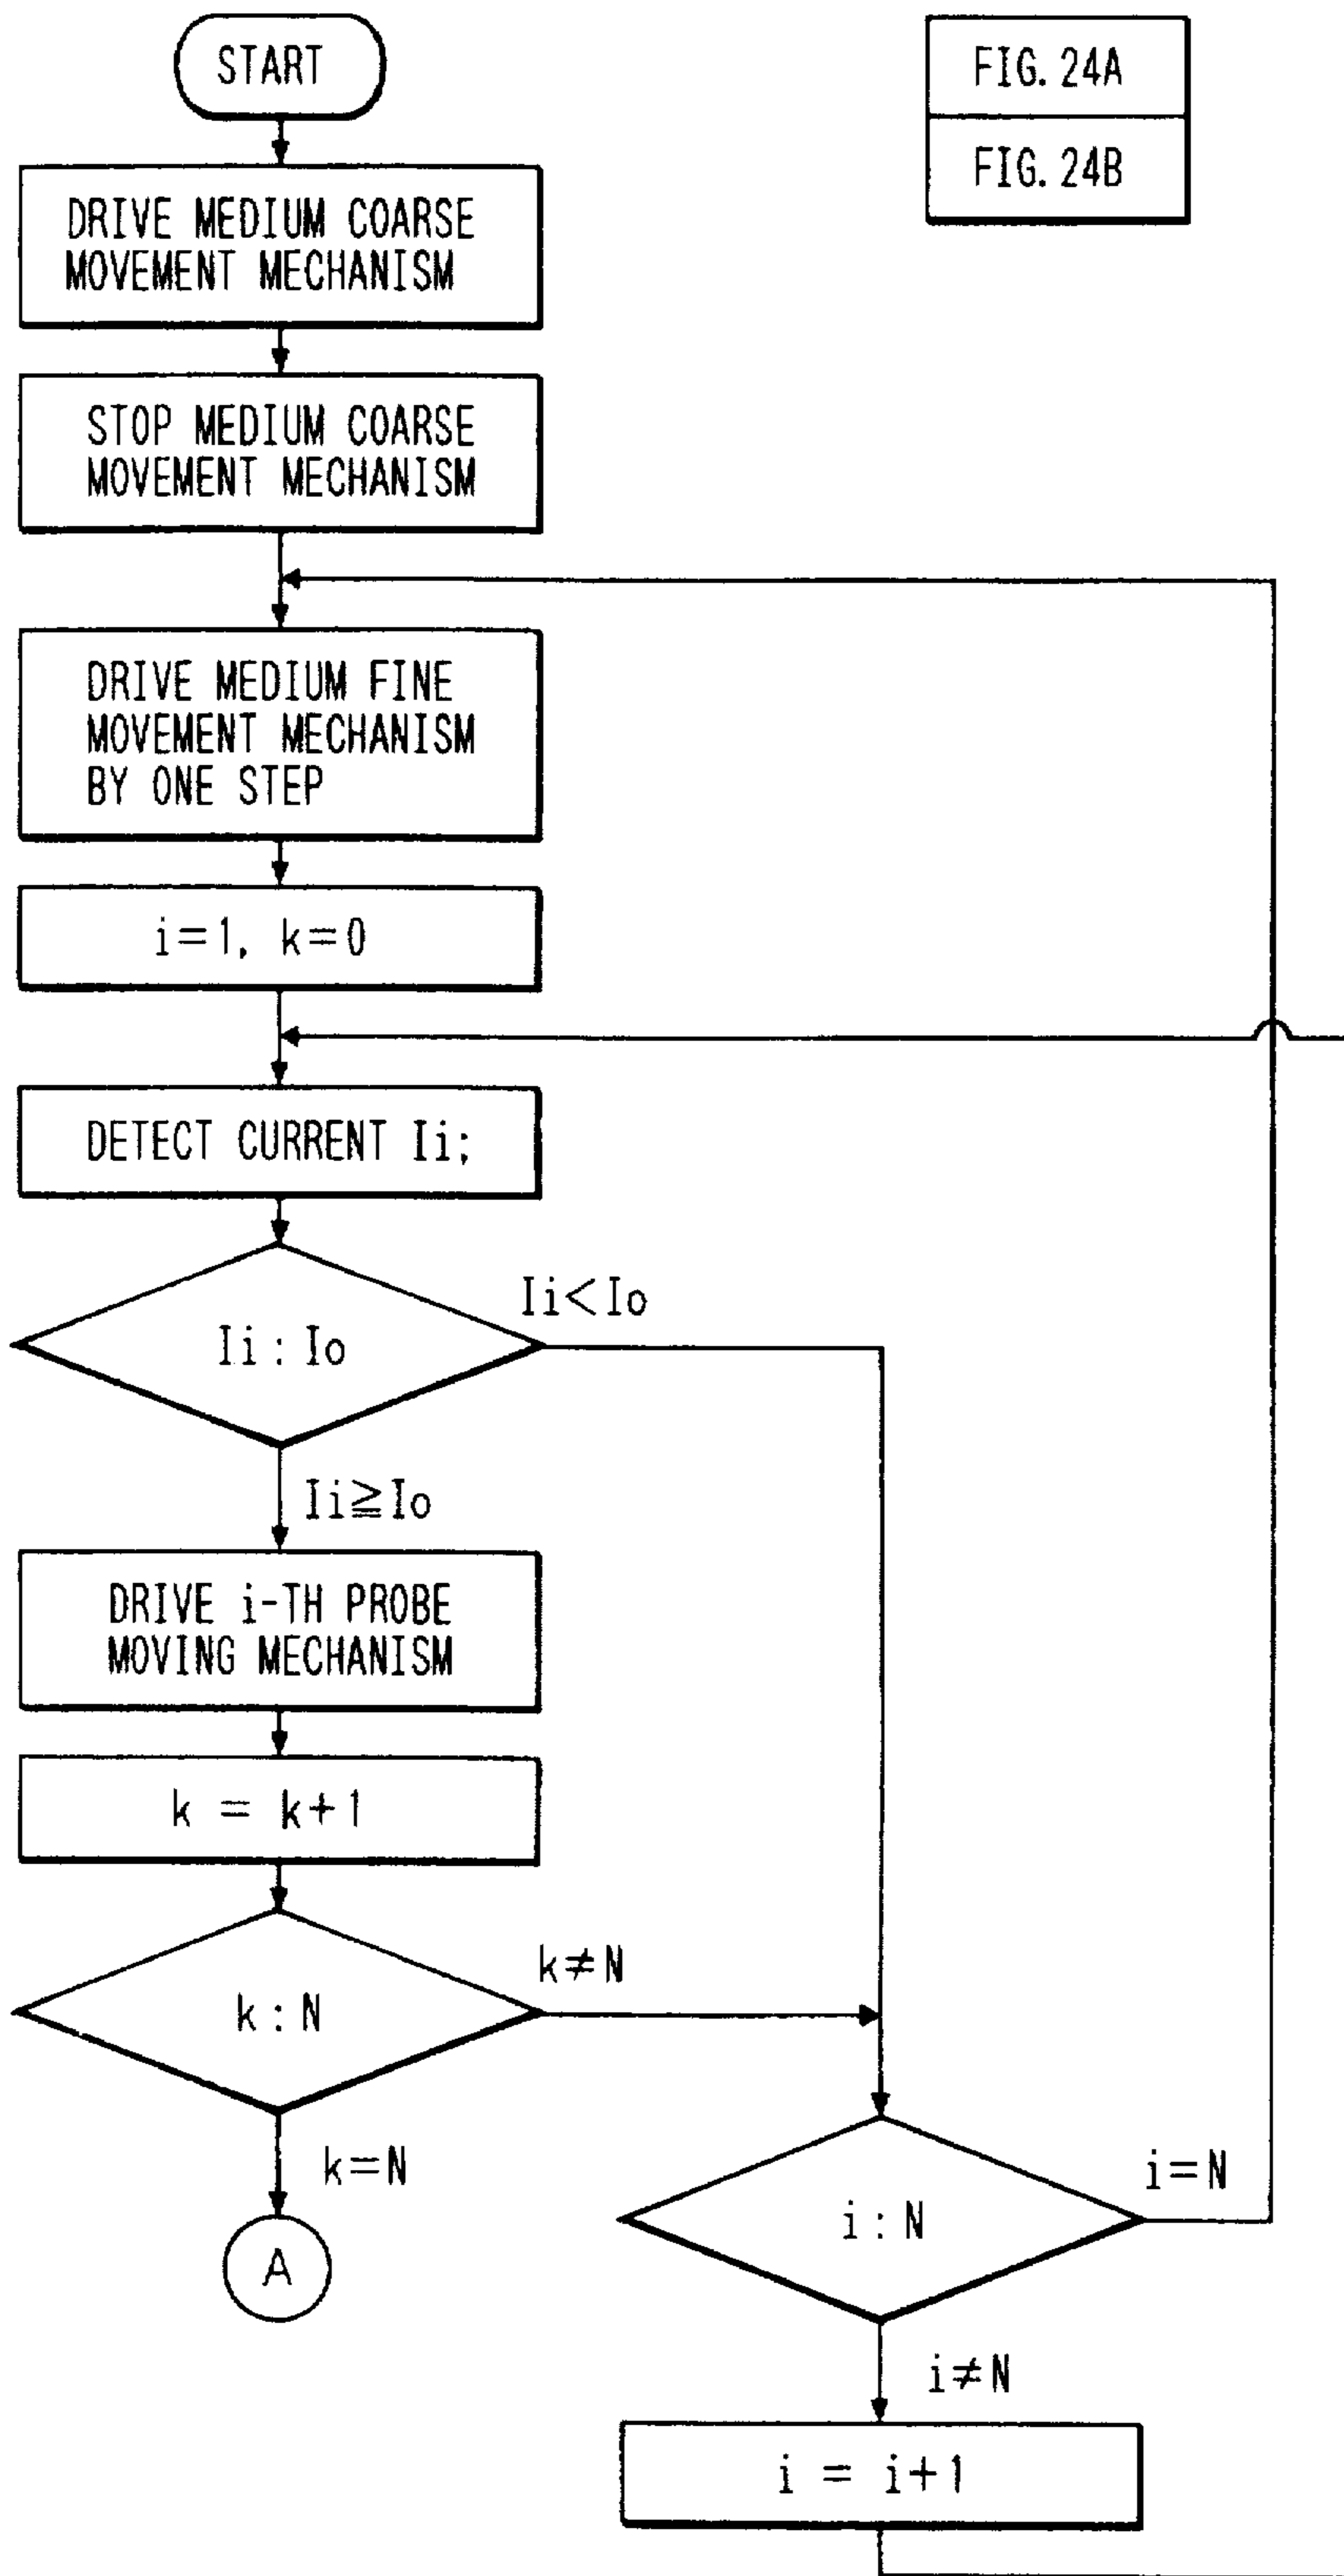 START
FIG. 24A
FIG. 24B
DRIVE MEDIUM COARSE
MOVEMENT MECHANISM
STOP MEDIUM COARSE
MOVEMENT MECHANISM
DRIVE MEDIUM FINE
MOVEMENT MECHANISM
BY ONE STEP
i=1, k=0
DETECT CURRENT Ii;
Ii<Io
Ii : Io
Ii≧Io
DRIVE i-TH PROBE
MOVING MECHANISM
k = k+1
k≠N
k : N
k=N
A
i=N
i : N
i≠N
i = i+1